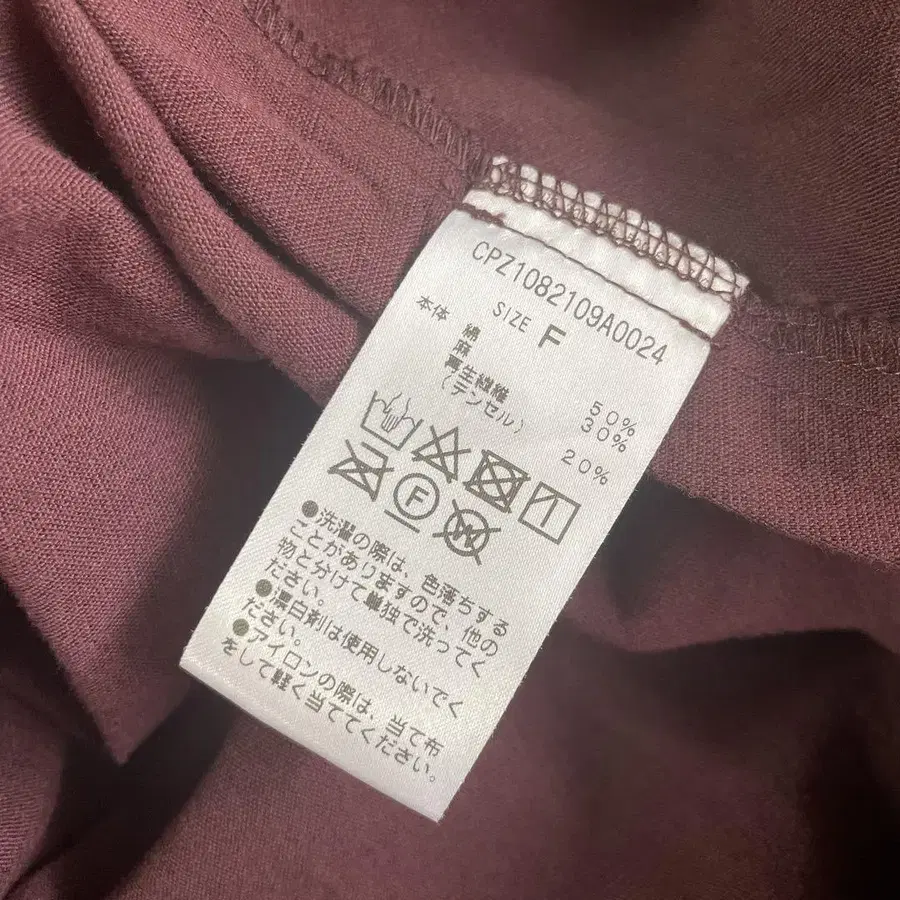 CPZ1082109A0024
SIZE F
本体
綿 50%
麻 30%
再生繊維
(テンセル) 20%
F
W
●洗濯の際は、色落ちする
ことがありますので、他の
物と分けて単独で洗ってく
ださい。
●漂白剤は使用しないでく
ださい。
●アイロンの際は、当て布
をして軽く当ててください。